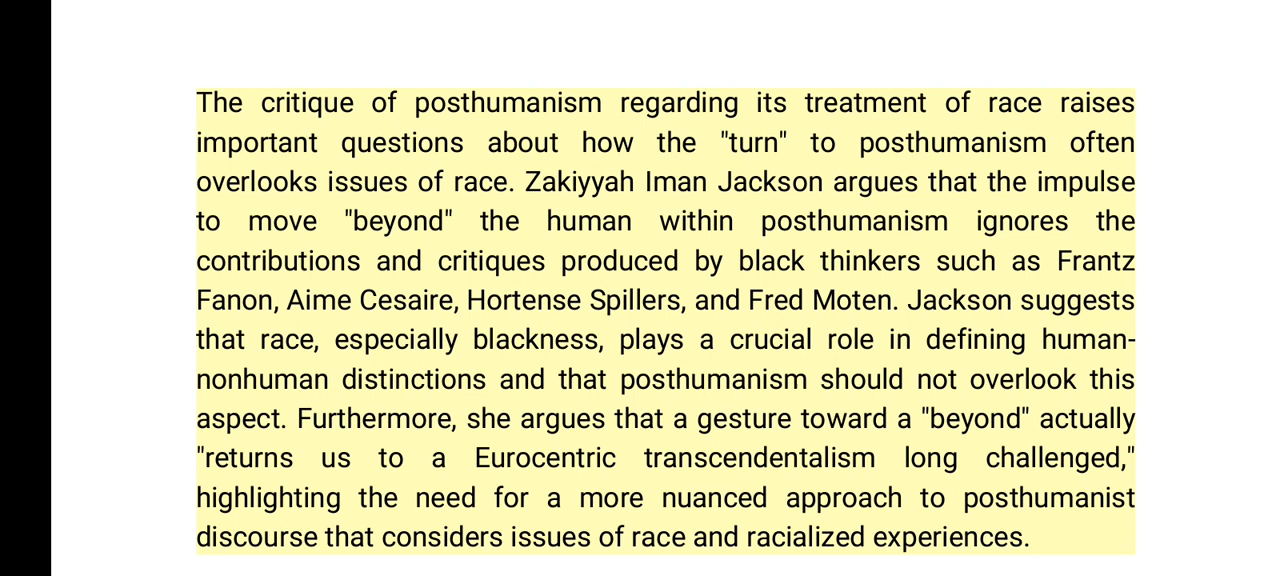 The critique of posthumanism regarding its treatment of race raises
important questions about how the "turn" to posthumanism often
overlooks issues of race. Zakiyyah Iman Jackson argues that the impulse
to move "beyond" the human within posthumanism ignores the
contributions and critiques produced by black thinkers such as Frantz
Fanon, Aime Cesaire, Hortense Spillers, and Fred Moten. Jackson suggests
that race, especially blackness, plays a crucial role in defining human-
nonhuman distinctions and that posthumanism should not overlook this
aspect. Furthermore, she argues that a gesture toward a "beyond" actually
"returns us to a Eurocentric transcendentalism long challenged,"
highlighting the need for a more nuanced approach to posthumanist
discourse that considers issues of race and racialized experiences.